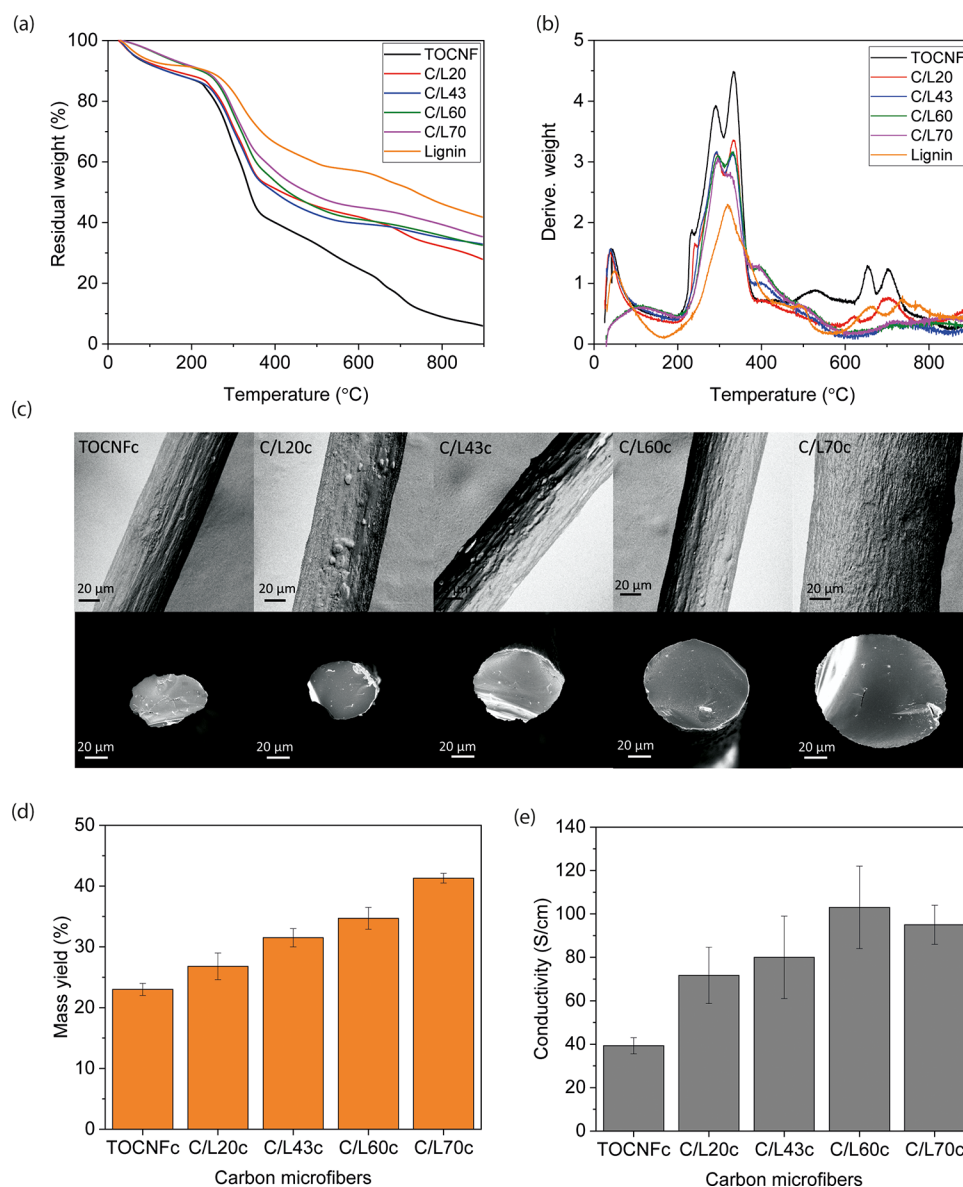 (a)
100
80
60
40
20
0
0 200 400 600 800
Residual weight (%)
Temperature (°C)
TOCNF
C/L20
C/L43
C/L60
C/L70
Lignin
(b)
5
4
3
2
1
0
0 200 400 600 800
Derive. weight
Temperature (°C)
TOCNF
C/L20
C/L43
C/L60
C/L70
Lignin
(c)
TOCNFc C/L20c C/L43c C/L60c C/L70c
20 µm 20 µm 20 µm 20 µm 20 µm
20 µm 20 µm 20 µm 20 µm 20 µm
(d)
50
40
30
20
10
0
Mass yield (%)
TOCNFc C/L20c C/L43c C/L60c C/L70c
Carbon microfibers
(e)
140
120
100
80
60
40
20
0
Conductivity (S/cm)
TOCNFc C/L20c C/L43c C/L60c C/L70c
Carbon microfibers